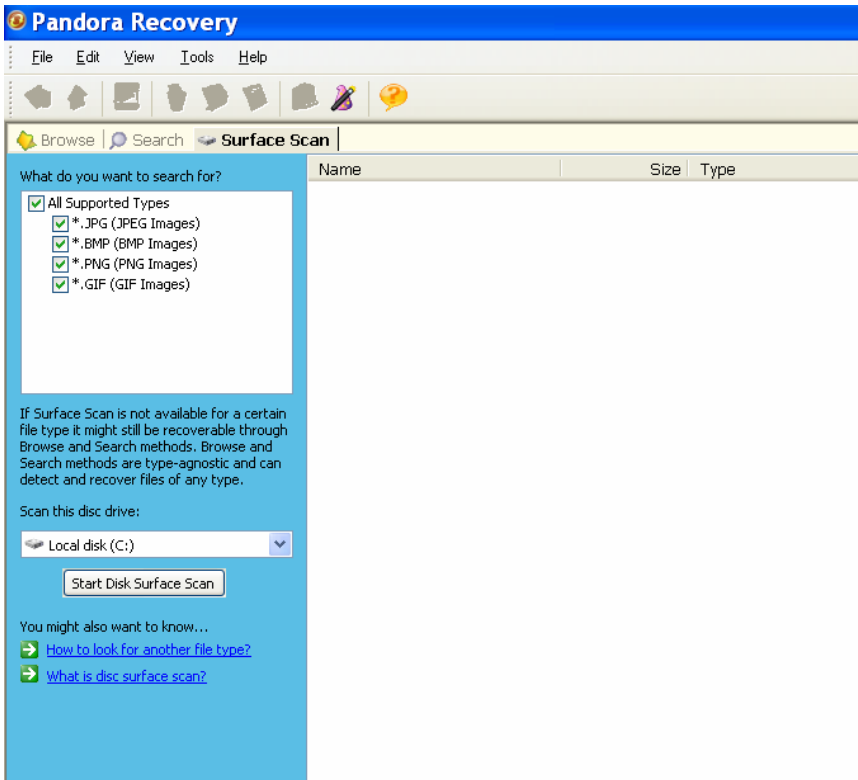 Pandora Recovery
File Edit View Tools Help
Browse Search Surface Scan
What do you want to search for?
Name Size Type
All Supported Types
*.JPG (JPEG Images)
*.BMP (BMP Images)
*.PNG (PNG Images)
*.GIF (GIF Images)
If Surface Scan is not available for a certain
file type it might still be recoverable through
Browse and Search methods. Browse and
Search methods are type-agnostic and can
detect and recover files of any type.
Scan this disc drive:
Local disk (C:)
Start Disk Surface Scan
You might also want to know...
How to look for another file type?
What is disc surface scan?